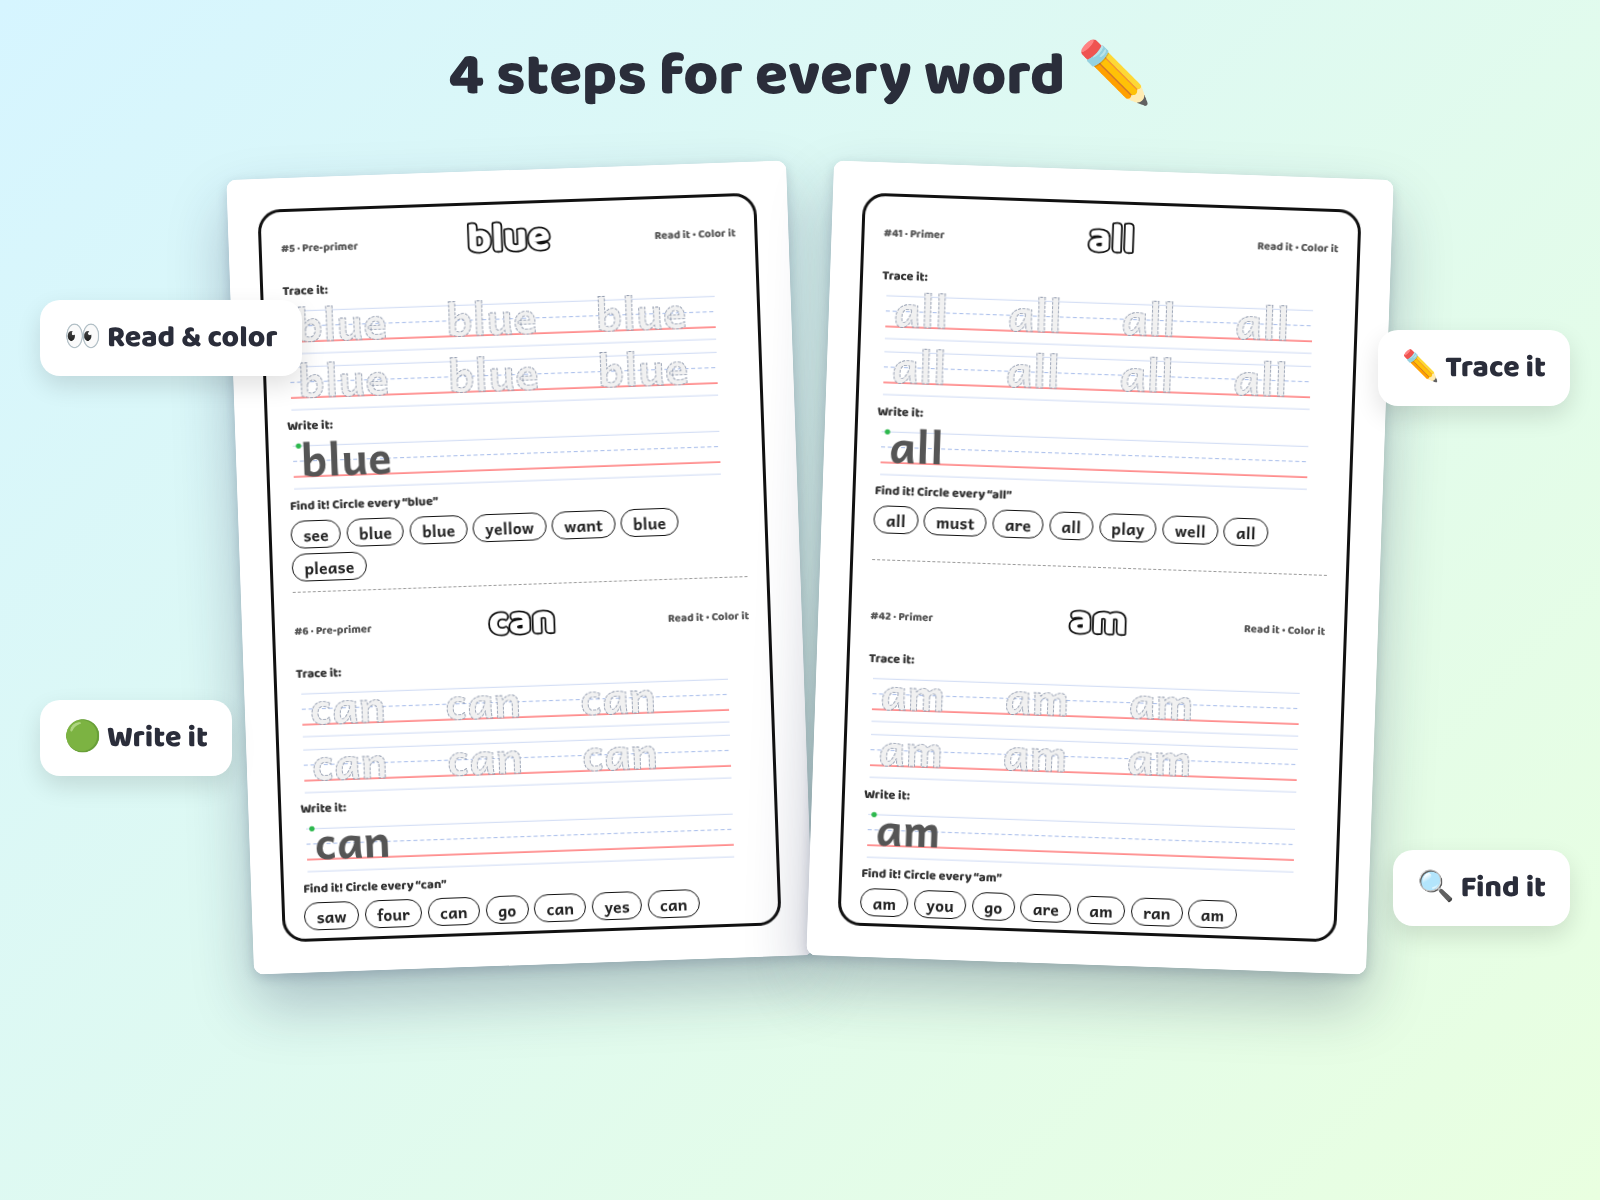 4 steps for every word ✏️
#5 · Pre-primer
blue
Read it • Color it
Trace it:
blue blue blue
blue blue blue
Write it:
blue
Find it! Circle every “blue”
see blue blue yellow want blue
please
#6 · Pre-primer
can
Read it • Color it
Trace it:
can can can
can can can
Write it:
can
Find it! Circle every “can”
saw four can go can yes can
#41 · Primer
all
Read it • Color it
Trace it:
all all all all
all all all all
Write it:
all
Find it! Circle every “all”
all must are all play well all
#42 · Primer
am
Read it • Color it
Trace it:
am am am
am am am
Write it:
am
Find it! Circle every “am”
am you go are am ran am
👀 Read & color
✏️ Trace it
🟢 Write it
🔍 Find it